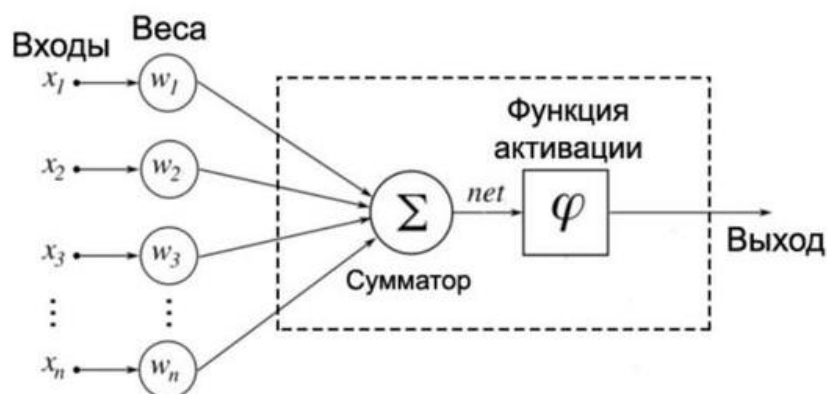 Входы
Веса
x₁
w₁
x₂
w₂
x₃
w₃
⋮
⋮
xₙ
wₙ
Σ
Сумматор
net
Функция
активации
φ
Выход